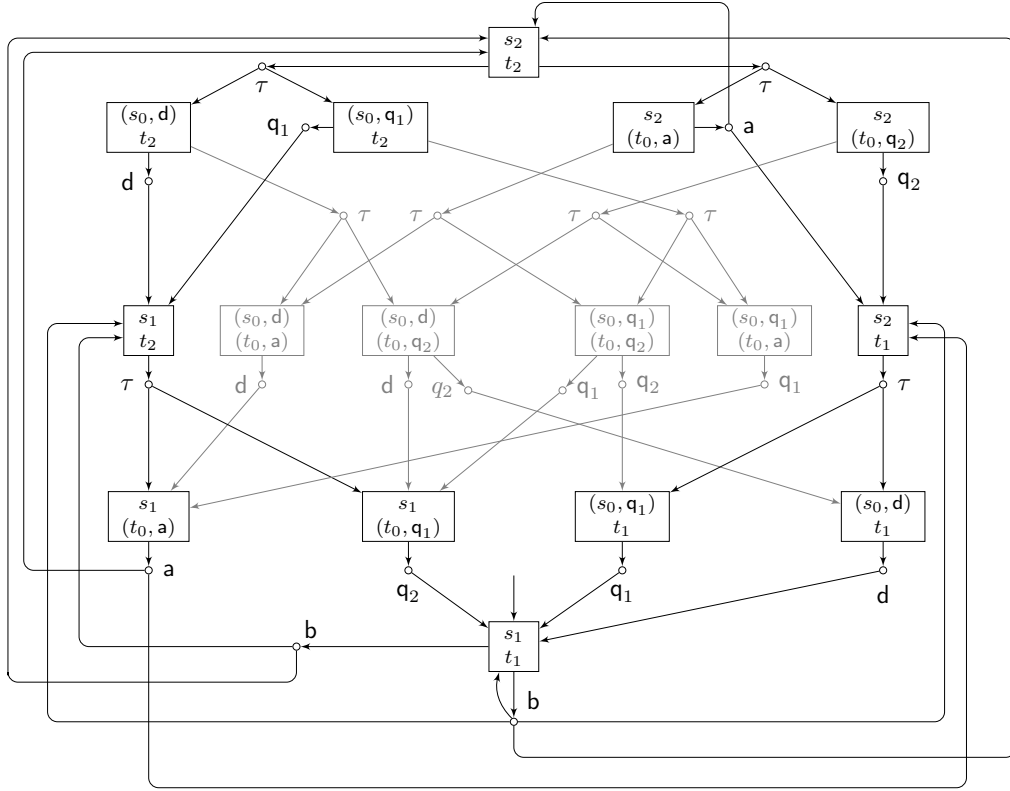 s₂
t₂
τ
τ
(s₀, d)
t₂
q₁
(s₀, q₁)
t₂
s₂
(t₀, a)
a
s₂
(t₀, q₂)
d
q₂
τ
τ
τ
τ
s₁
t₂
(s₀, d)
(t₀, a)
(s₀, d)
(t₀, q₂)
(s₀, q₁)
(t₀, q₂)
(s₀, q₁)
(t₀, a)
s₂
t₁
τ
d
d
q₂
q₁
q₂
q₁
τ
s₁
(t₀, a)
s₁
(t₀, q₁)
(s₀, q₁)
t₁
(s₀, d)
t₁
a
q₂
q₁
d
b
s₁
t₁
b